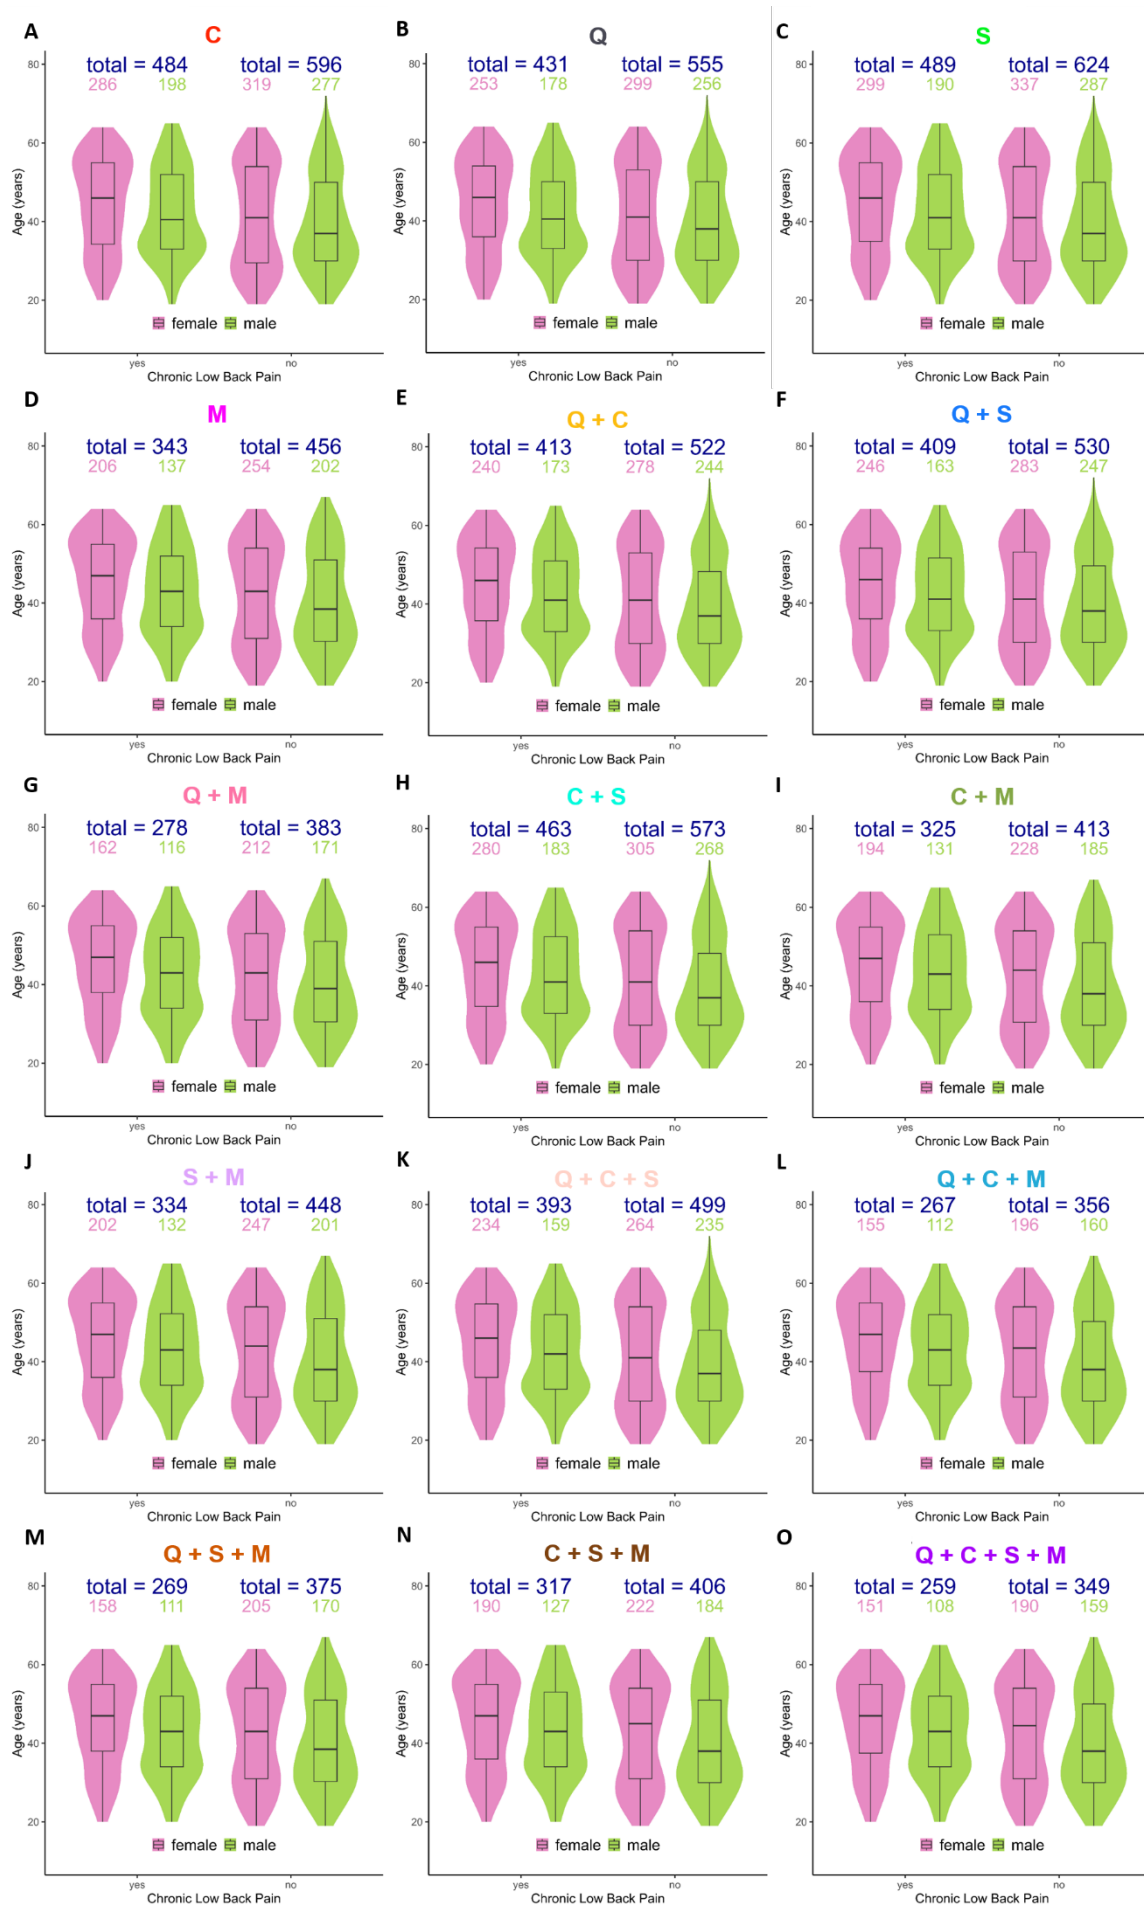 A
C
total = 484 total = 596
286 198 319 277
80
60
40
20
Age (years)
female male
yes no
Chronic Low Back Pain
B
Q
total = 431 total = 555
253 178 299 256
80
60
40
20
Age (years)
female male
yes no
Chronic Low Back Pain
C
S
total = 489 total = 624
299 190 337 287
80
60
40
20
Age (years)
female male
yes no
Chronic Low Back Pain
D
M
total = 343 total = 456
206 137 254 202
80
60
40
20
Age (years)
female male
yes no
Chronic Low Back Pain
E
Q + C
total = 413 total = 522
240 173 278 244
80
60
40
20
Age (years)
female male
yes no
Chronic Low Back Pain
F
Q + S
total = 409 total = 530
246 163 283 247
80
60
40
20
Age (years)
female male
yes no
Chronic Low Back Pain
G
Q + M
total = 278 total = 383
162 116 212 171
80
60
40
20
Age (years)
female male
yes no
Chronic Low Back Pain
H
C + S
total = 463 total = 573
280 183 305 268
80
60
40
20
Age (years)
female male
yes no
Chronic Low Back Pain
I
C + M
total = 325 total = 413
194 131 228 185
80
60
40
20
Age (years)
female male
yes no
Chronic Low Back Pain
J
S + M
total = 334 total = 448
202 132 247 201
80
60
40
20
Age (years)
female male
yes no
Chronic Low Back Pain
K
Q + C + S
total = 393 total = 499
234 159 264 235
80
60
40
20
Age (years)
female male
yes no
Chronic Low Back Pain
L
Q + C + M
total = 267 total = 356
155 112 196 160
80
60
40
20
Age (years)
female male
yes no
Chronic Low Back Pain
M
Q + S + M
total = 269 total = 375
158 111 205 170
80
60
40
20
Age (years)
female male
yes no
Chronic Low Back Pain
N
C + S + M
total = 317 total = 406
190 127 222 184
80
60
40
20
Age (years)
female male
yes no
Chronic Low Back Pain
O
Q + C + S + M
total = 259 total = 349
151 108 190 159
80
60
40
20
Age (years)
female male
yes no
Chronic Low Back Pain